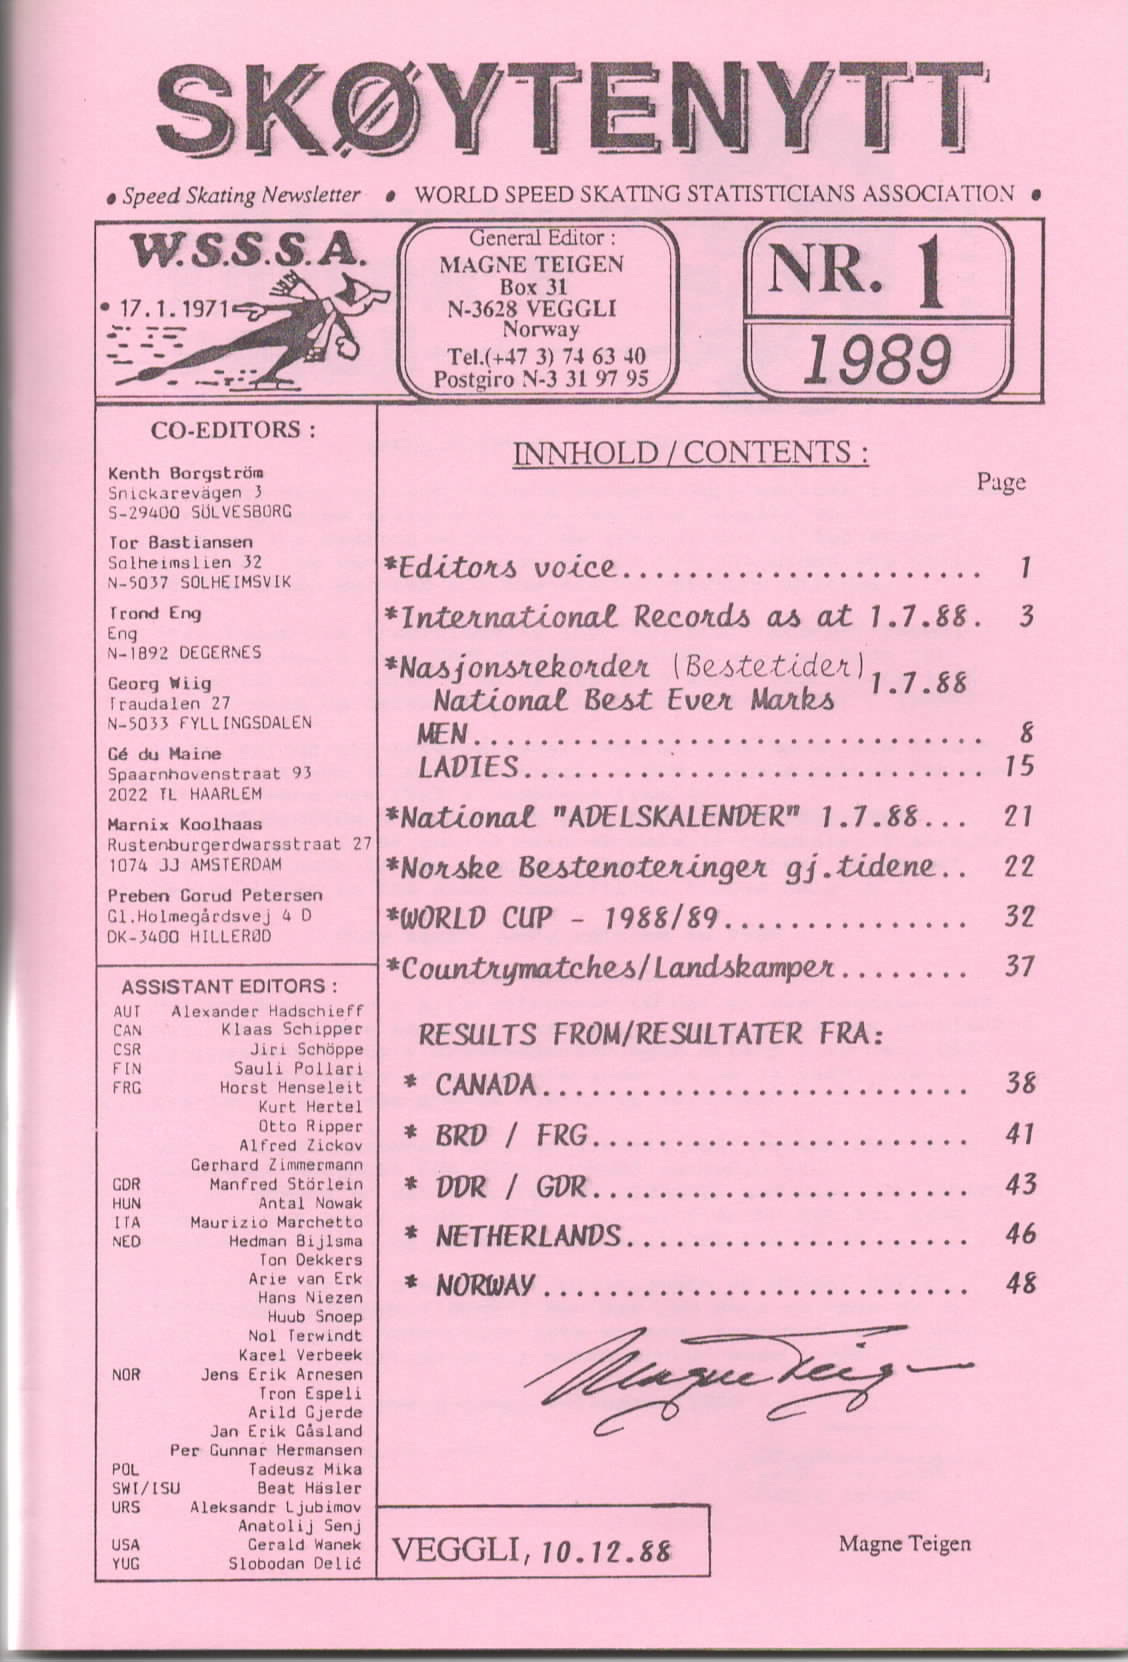 SKØYTENYTT
• Speed Skating Newsletter • WORLD SPEED SKATING STATISTICIANS ASSOCIATION •
W.S.S.S.A.
• 17.1.1971
General Editor :
MAGNE TEIGEN
Box 31
N-3628 VEGGLI
Norway
Tel.(+47 3) 74 63 40
Postgiro N-3 31 97 95
NR. 1
1989
CO-EDITORS :
Kenth Borgström
Snickarevägen 3
S-29400 SÖLVESBORG
Tor Bastiansen
Solheimslien 32
N-5037 SOLHEIMSVIK
Trond Eng
Eng
N-1892 DEGERNES
Georg Wiig
Traudalen 27
N-5033 FYLLINGSDALEN
Gé du Maine
Spaarnhovenstraat 93
2022 TL HAARLEM
Marnix Koolhaas
Rustenburgerdwarsstraat 27
1074 JJ AMSTERDAM
Preben Gorud Petersen
Gl.Holmegårdsvej 4 D
DK-3400 HILLERØD
ASSISTANT EDITORS :
AUT Alexander Hadschieff
CAN Klaas Schipper
CSR Jiri Schöppe
FIN Sauli Pollari
FRG Horst Henseleit
Kurt Hertel
Otto Ripper
Alfred Zickov
Gerhard Zimmermann
GDR Manfred Störlein
HUN Antal Nowak
ITA Maurizio Marchetto
NED Hedman Bijlsma
Ton Dekkers
Arie van Erk
Hans Niezen
Huub Snoep
Nol Terwindt
Karel Verbeek
NOR Jens Erik Arnesen
Tron Espeli
Arild Gjerde
Jan Erik Gåsland
Per Gunnar Hermansen
POL Tadeusz Mika
SWI/ISU Beat Häsler
URS Aleksandr Ljubimov
Anatolij Senj
USA Gerald Wanek
YUG Slobodan Delić
INNHOLD / CONTENTS :
Page
*Editors voice...................... 1
*International Records as at 1.7.88. 3
*Nasjonsrekorder (Bestetider) 1.7.88
National Best Ever Marks
MEN............................... 8
LADIES............................ 15
*National "ADELSKALENDER" 1.7.88... 21
*Norske Bestenoteringer gj.tidene.. 22
*WORLD CUP - 1988/89............... 32
*Countrymatches/Landskamper........ 37
RESULTS FROM/RESULTATER FRA:
* CANADA.......................... 38
* BRD / FRG....................... 41
* DDR / GDR....................... 43
* NETHERLANDS..................... 46
* NORWAY.......................... 48
Magne Teigen
VEGGLI, 10.12.88
Magne Teigen